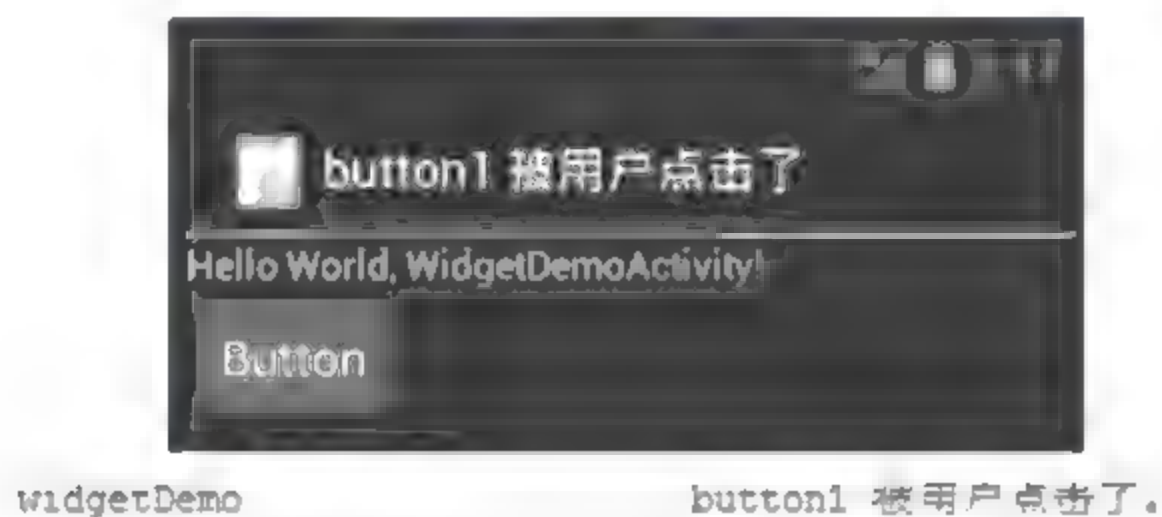 button1 被用户点击了
Hello World, WidgetDemoActivity!
Button
widgetDemo button1 被用户点击了。